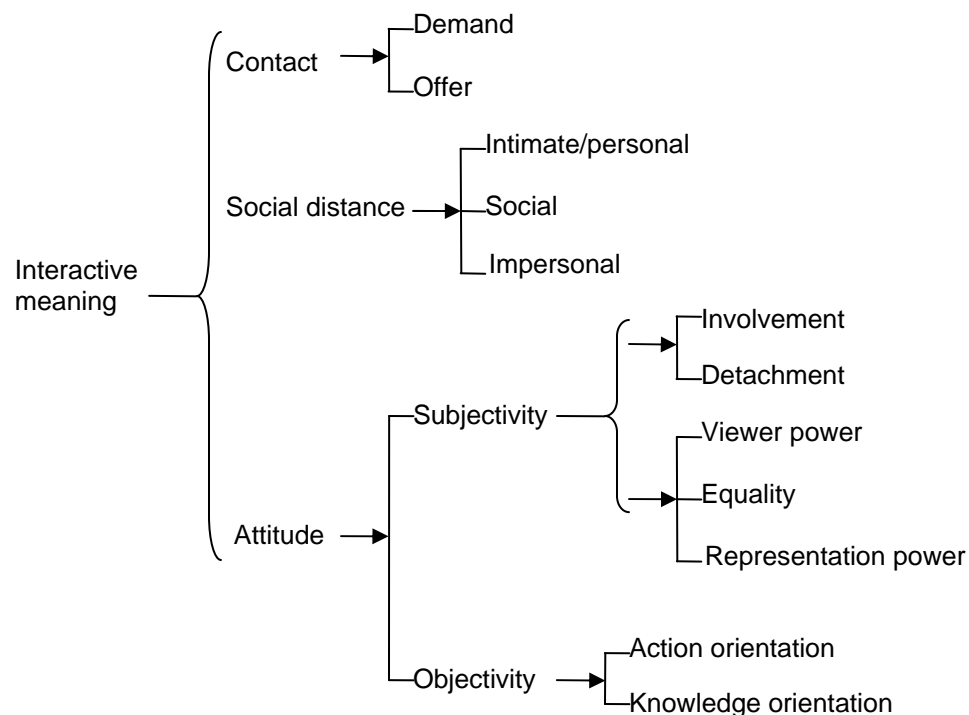 Demand
Contact
Offer
Intimate/personal
Social distance
Social
Impersonal
Interactive
meaning
Involvement
Detachment
Subjectivity
Viewer power
Equality
Attitude
Representation power
Action orientation
Objectivity
Knowledge orientation